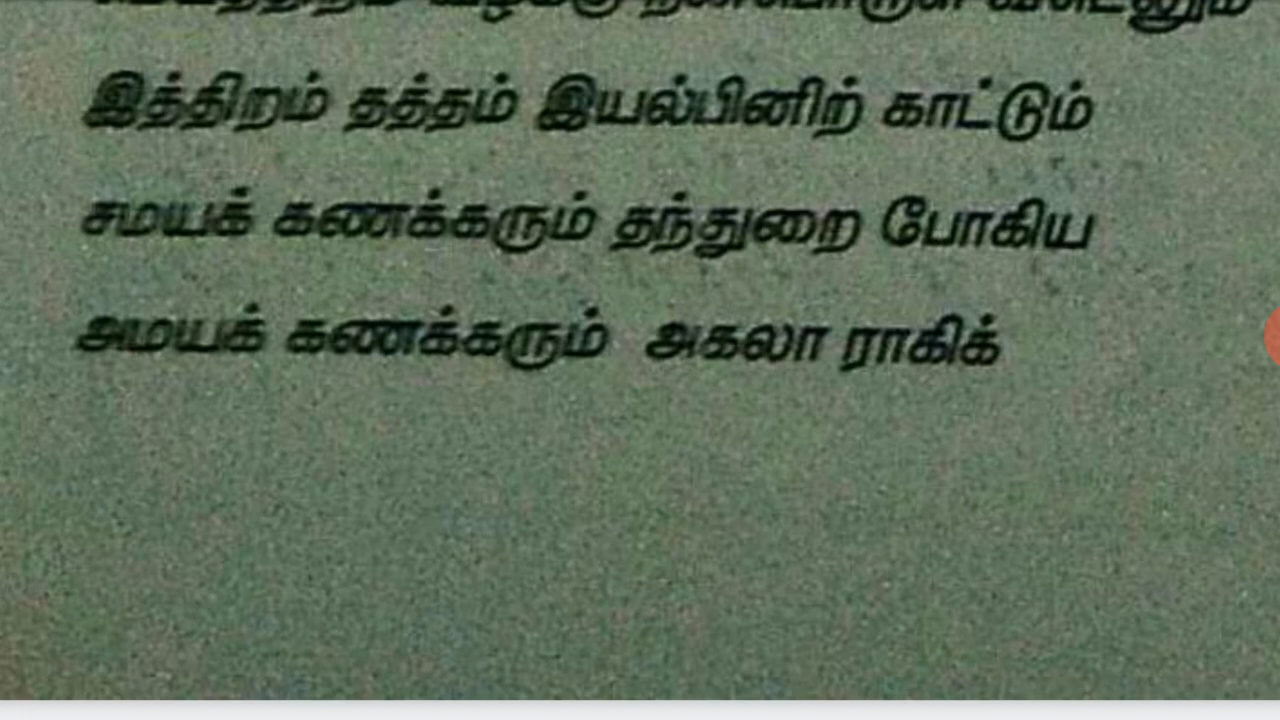 இத்திறம் தத்தம் இயல்பினிற் காட்டும்
சமயக் கணக்கரும் தந்துறை போகிய
அமயக் கணக்கரும் அகலா ராகிக்